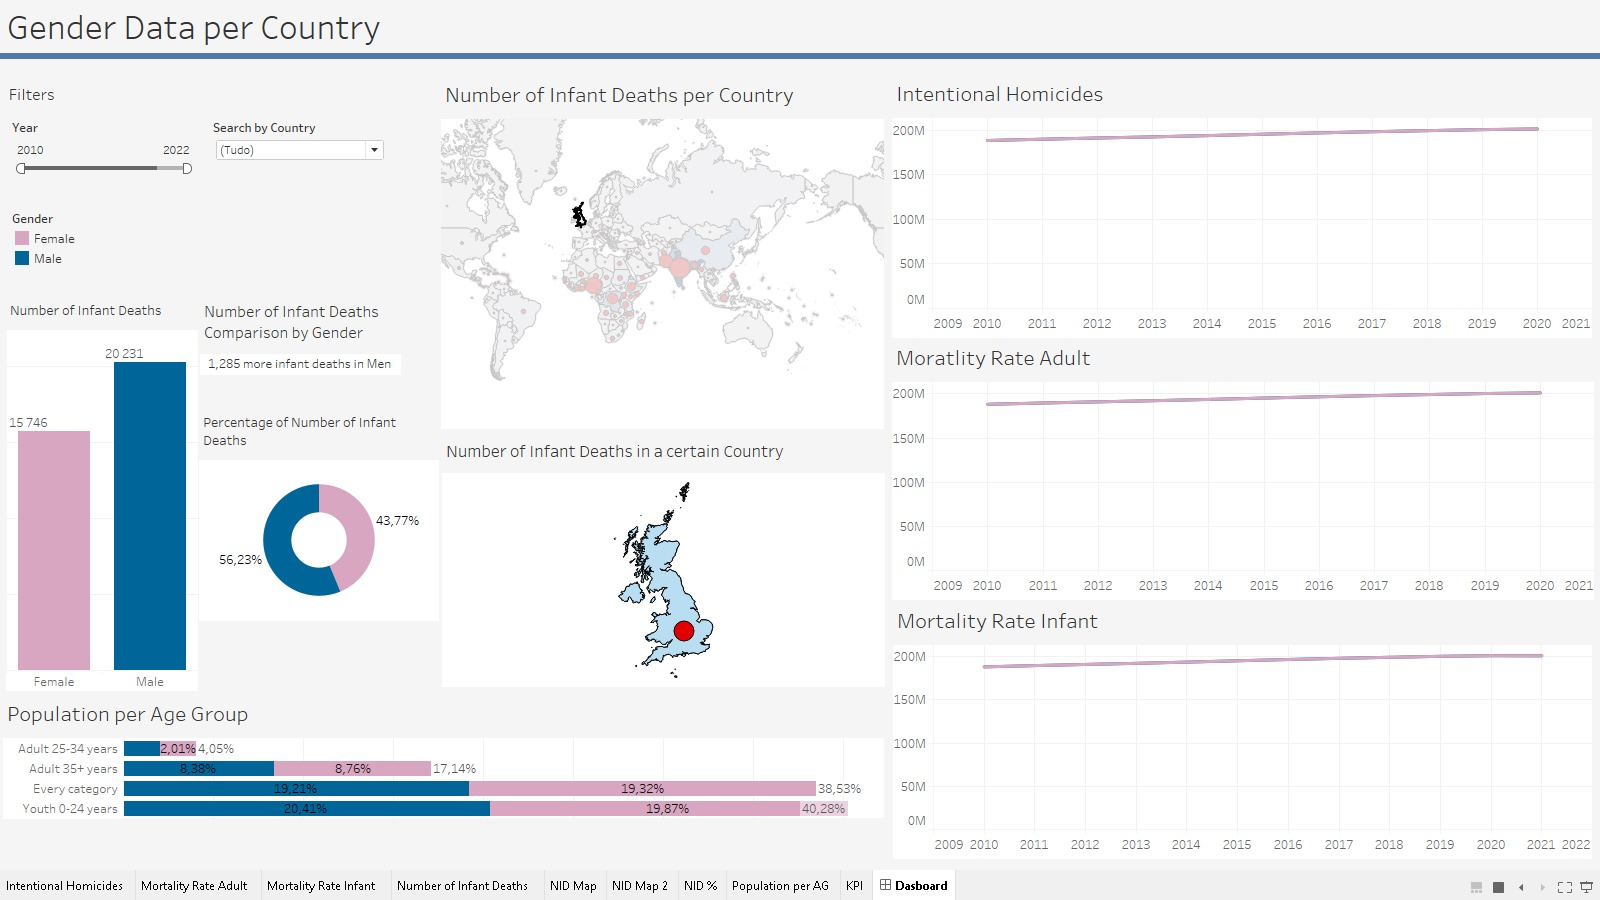 Gender Data per Country
Filters
Year
2010
2022
Search by Country
(Tudo)
Gender
Female
Male
Number of Infant Deaths
20 231
15 746
Female
Male
Number of Infant Deaths
Comparison by Gender
1,285 more infant deaths in Men
Percentage of Number of Infant
Deaths
43,77%
56,23%
Population per Age Group
Adult 25-34 years
2,01%
4,05%
Adult 35+ years
8,38%
8,76%
17,14%
Every category
19,21%
19,32%
38,53%
Youth 0-24 years
20,41%
19,87%
40,28%
Number of Infant Deaths per Country
Number of Infant Deaths in a certain Country
Intentional Homicides
200M
150M
100M
50M
0M
2009 2010 2011 2012 2013 2014 2015 2016 2017 2018 2019 2020 2021
Moratlity Rate Adult
200M
150M
100M
50M
0M
2009 2010 2011 2012 2013 2014 2015 2016 2017 2018 2019 2020 2021
Mortality Rate Infant
200M
150M
100M
50M
0M
2009 2010 2011 2012 2013 2014 2015 2016 2017 2018 2019 2020 2021 2022
Intentional Homicides
Mortality Rate Adult
Mortality Rate Infant
Number of Infant Deaths
NID Map
NID Map 2
NID %
Population per AG
KPI
Dasboard